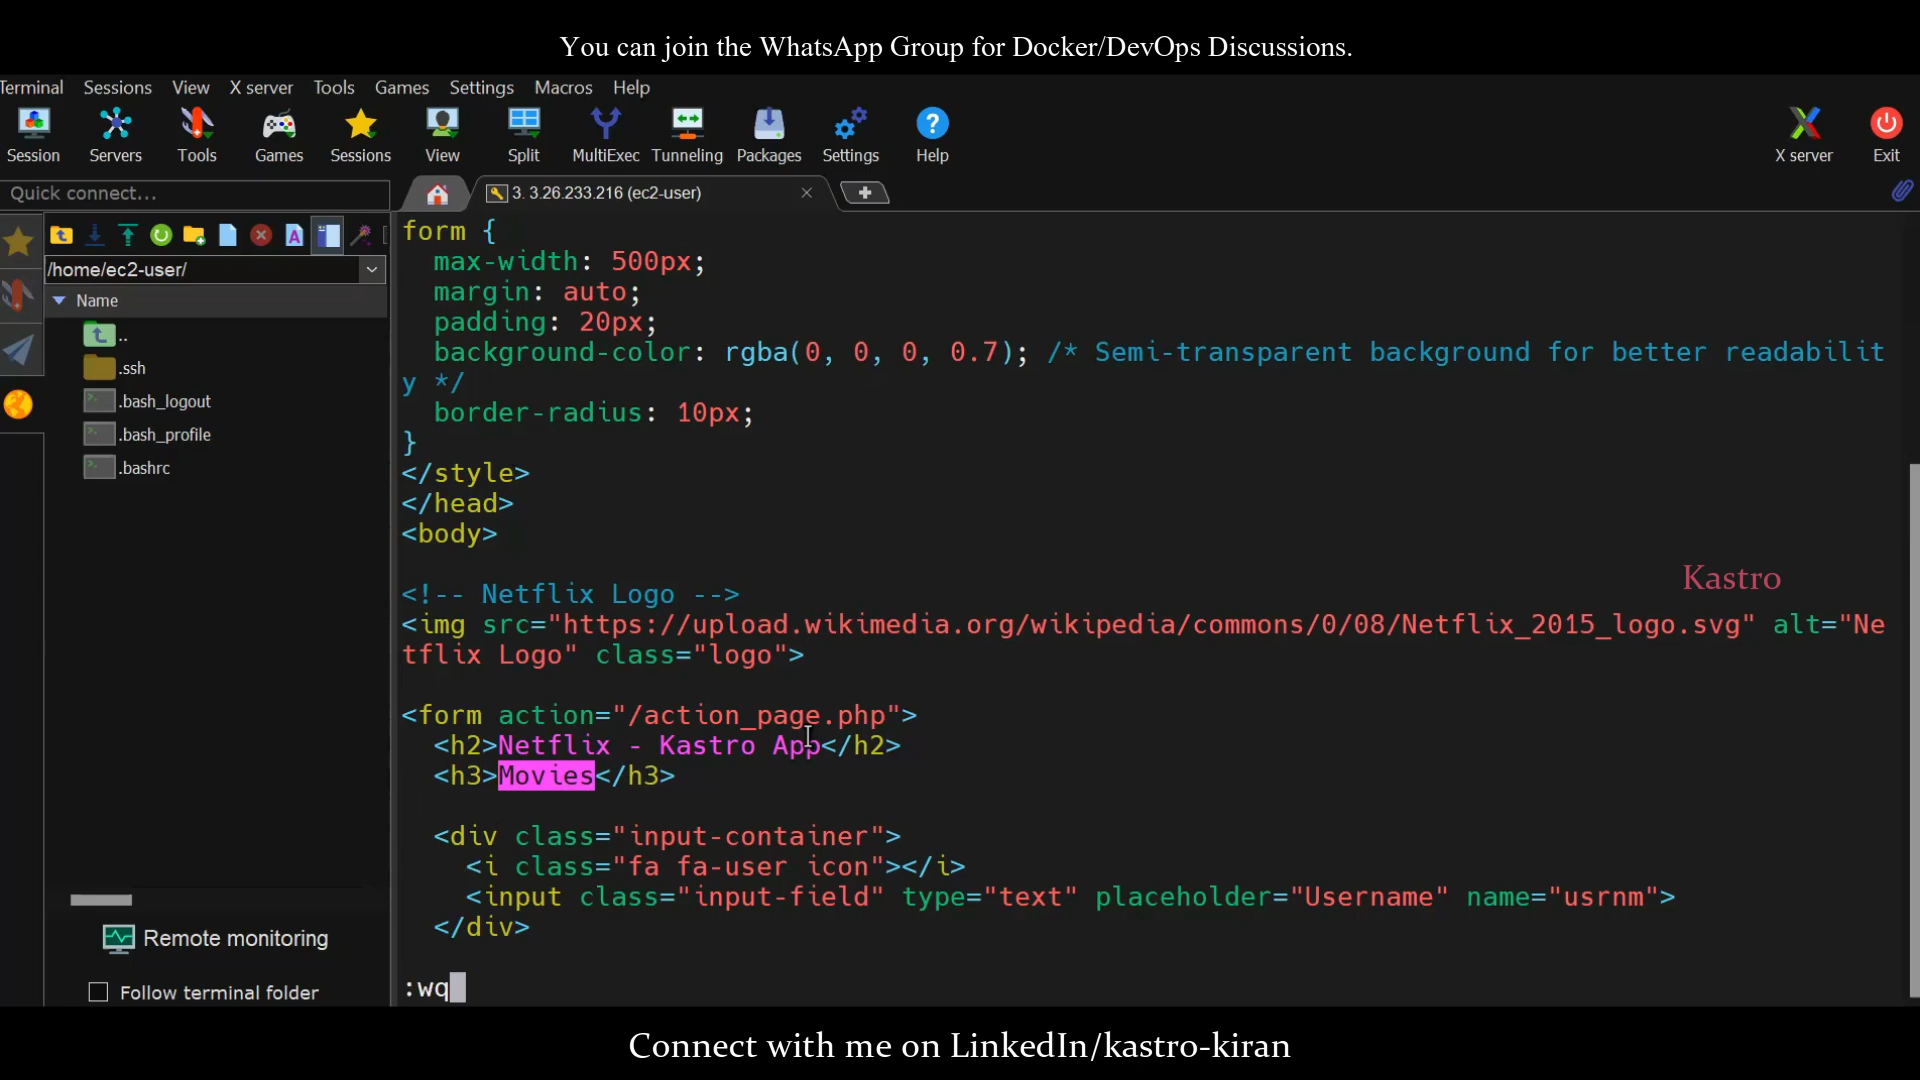 You can join the WhatsApp Group for Docker/DevOps Discussions.
Terminal Sessions View X server Tools Games Settings Macros Help
Session Servers Tools Games Sessions View Split MultiExec Tunneling Packages Settings Help X server Exit
Quick connect...
3. 3.26.233.216 (ec2-user)
/home/ec2-user/
Name
..
.ssh
.bash_logout
.bash_profile
.bashrc
Remote monitoring
Follow terminal folder
form {
max-width: 500px;
margin: auto;
padding: 20px;
background-color: rgba(0, 0, 0, 0.7); /* Semi-transparent background for better readabilit
y */
border-radius: 10px;
}
</style>
</head>
<body>
<!-- Netflix Logo -->
<img src="https://upload.wikimedia.org/wikipedia/commons/0/08/Netflix_2015_logo.svg" alt="Ne
tflix Logo" class="logo">
<form action="/action_page.php">
<h2>Netflix - Kastro App</h2>
<h3>Movies</h3>
<div class="input-container">
<i class="fa fa-user icon"></i>
<input class="input-field" type="text" placeholder="Username" name="usrnm">
</div>
:wq
Kastro
Connect with me on LinkedIn/kastro-kiran